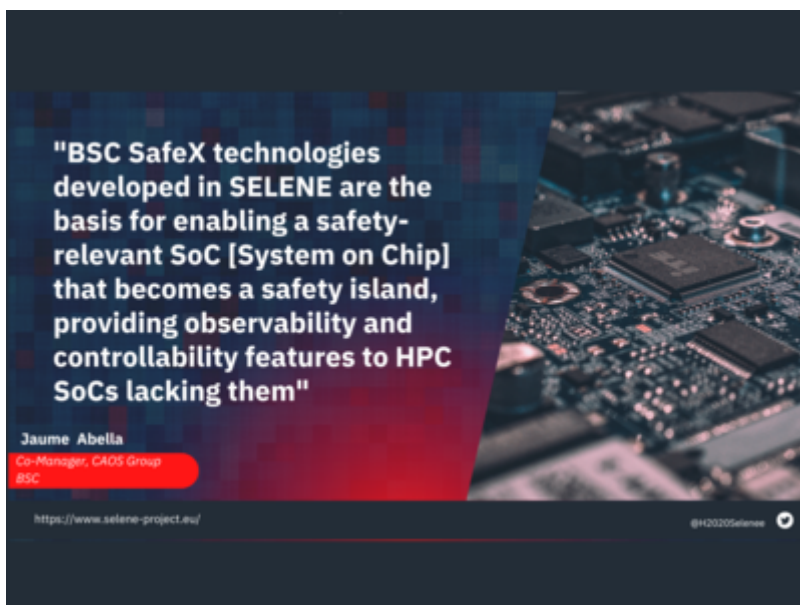 "BSC SafeX technologies
developed in SELENE are the
basis for enabling a safety-
relevant SoC [System on Chip]
that becomes a safety island,
providing observability and
controllability features to HPC
SoCs lacking them"
Jaume Abella
Co-Manager, CAOS Group
BSC
https://www.selene-project.eu/
@H2020Selenee